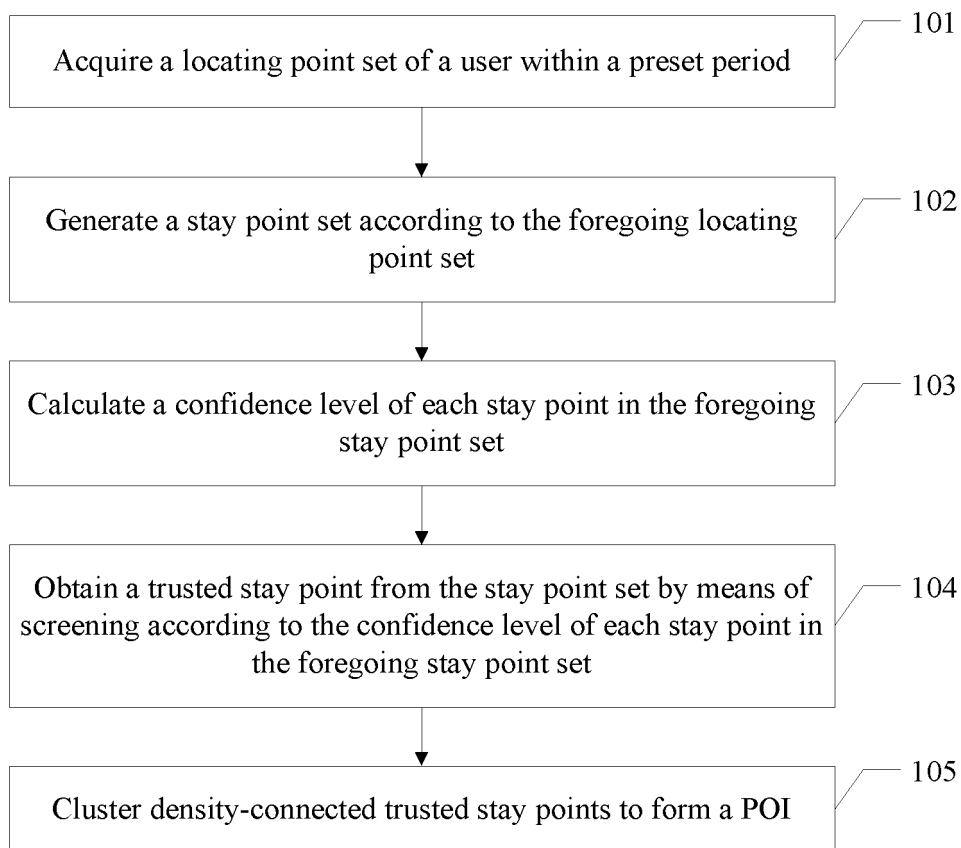 101
Acquire a locating point set of a user within a preset period
102
Generate a stay point set according to the foregoing locating
point set
103
Calculate a confidence level of each stay point in the foregoing
stay point set
104
Obtain a trusted stay point from the stay point set by means of
screening according to the confidence level of each stay point in
the foregoing stay point set
105
Cluster density-connected trusted stay points to form a POI